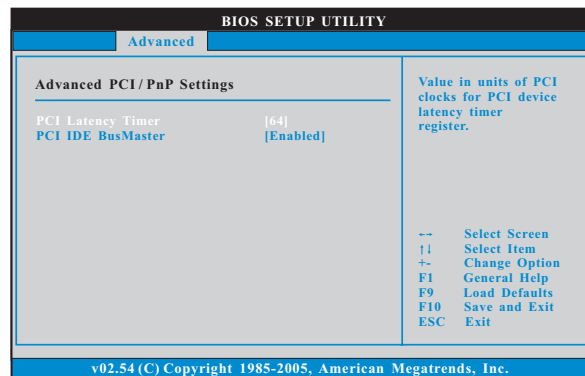 BIOS SETUP UTILITY
Advanced
Advanced PCI / PnP Settings
PCI Latency Timer [64]
PCI IDE BusMaster [Enabled]
Value in units of PCI
clocks for PCI device
latency timer
register.
←→ Select Screen
↑↓ Select Item
+- Change Option
F1 General Help
F9 Load Defaults
F10 Save and Exit
ESC Exit
v02.54 (C) Copyright 1985-2005, American Megatrends, Inc.